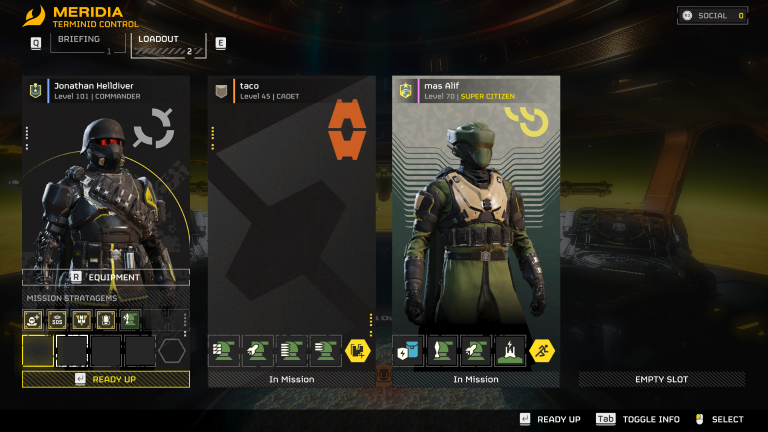 MERIDIA
TERMINID CONTROL
SOCIAL 0
Q
BRIEFING
1
LOADOUT
2
E
Jonathan Helldiver
Level 101 | COMMANDER
taco
Level 45 | CADET
mas Alif
Level 70 | SUPER CITIZEN
R EQUIPMENT
MISSION STRATAGEMS
SOS
READY UP
In Mission
In Mission
EMPTY SLOT
READY UP
Tab TOGGLE INFO
SELECT